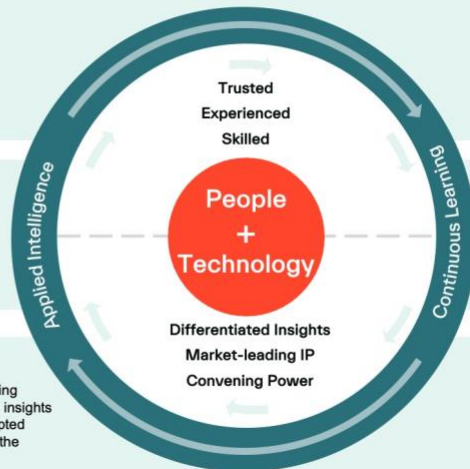 Trusted
Experienced
Skilled
Applied Intelligence
People
+
Technology
Continuous Learning
Differentiated Insights
Market-leading IP
Convening Power
ing
insights
pted
the